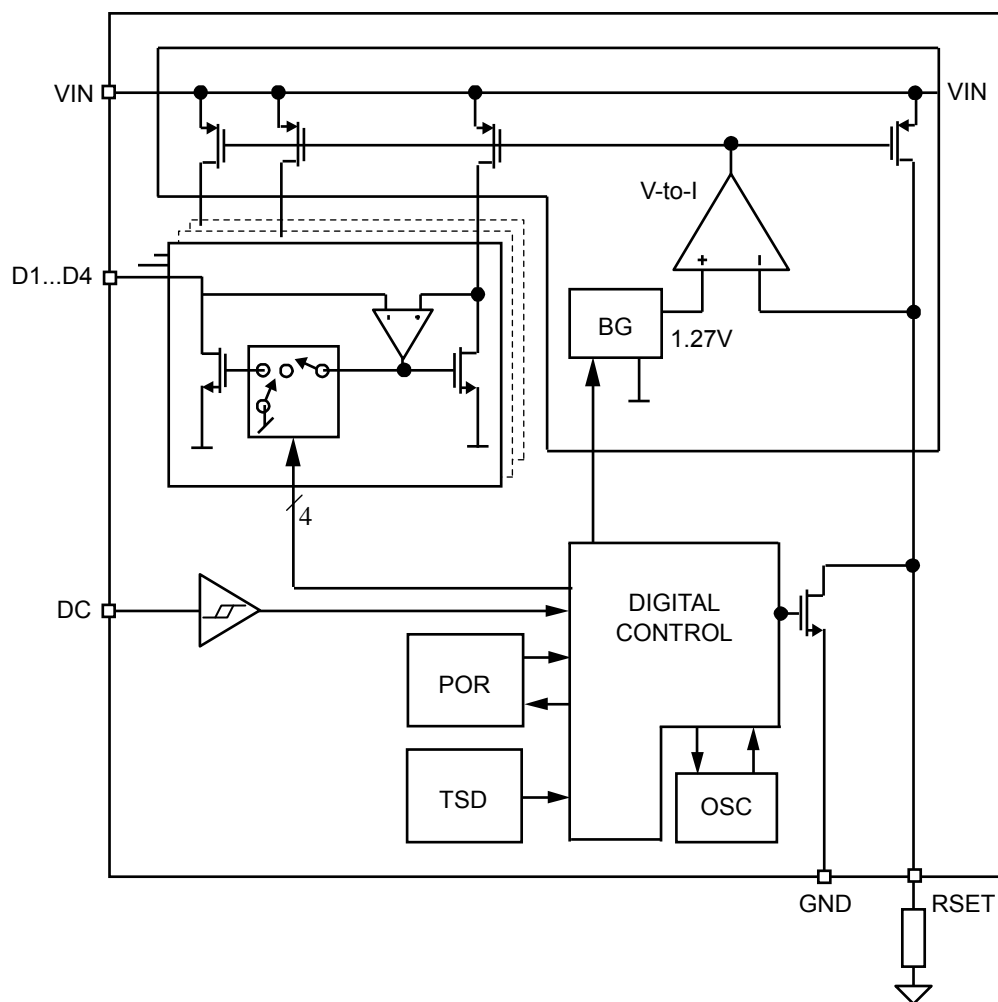 VIN
VIN
V-to-I
+
D1...D4
BG
1.27V
4
DC
DIGITAL
CONTROL
POR
TSD
OSC
GND
RSET